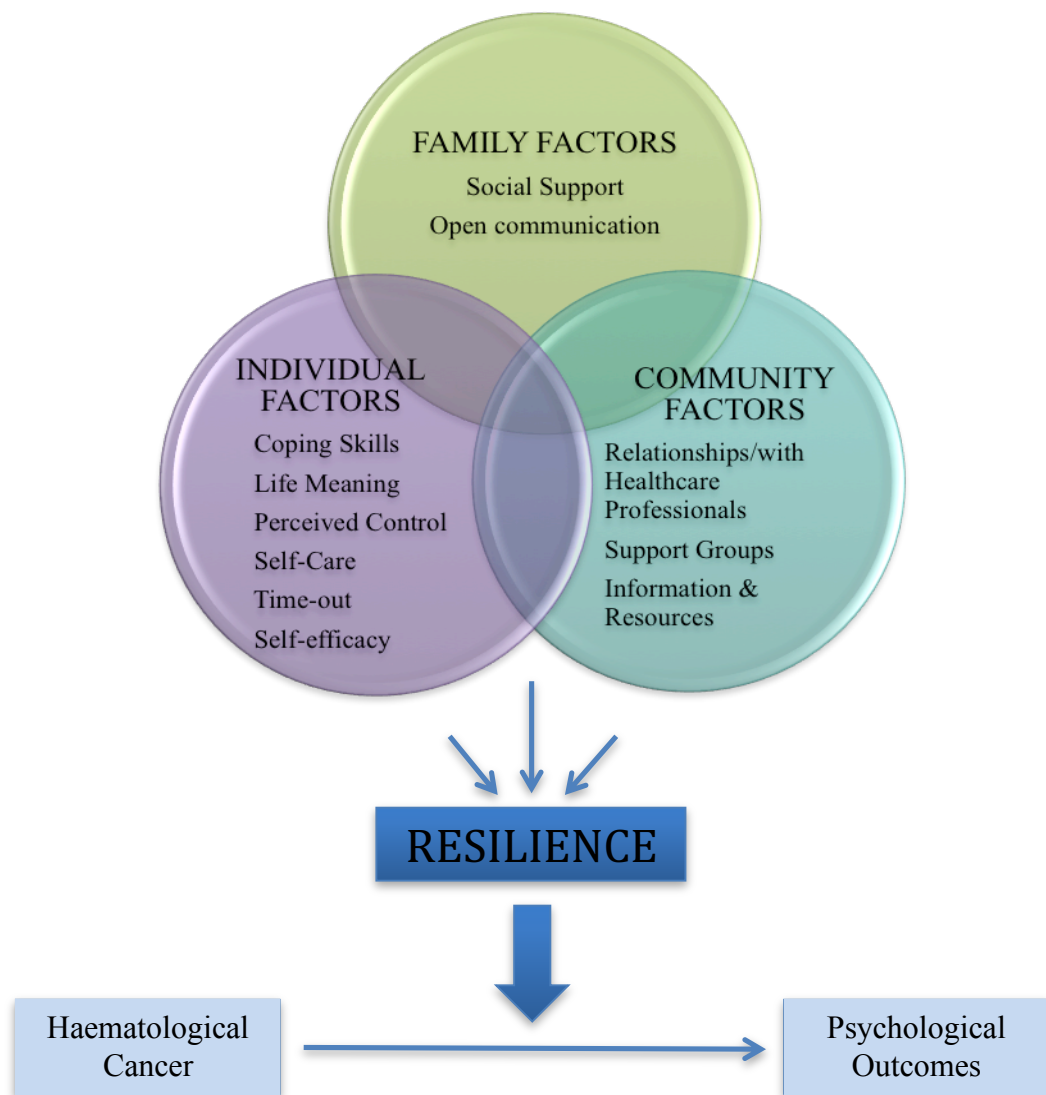 FAMILY FACTORS
Social Support
Open communication
INDIVIDUAL
FACTORS
Coping Skills
Life Meaning
Perceived Control
Self-Care
Time-out
Self-efficacy
COMMUNITY
FACTORS
Relationships/with
Healthcare
Professionals
Support Groups
Information &
Resources
RESILIENCE
Haematological
Cancer
Psychological
Outcomes